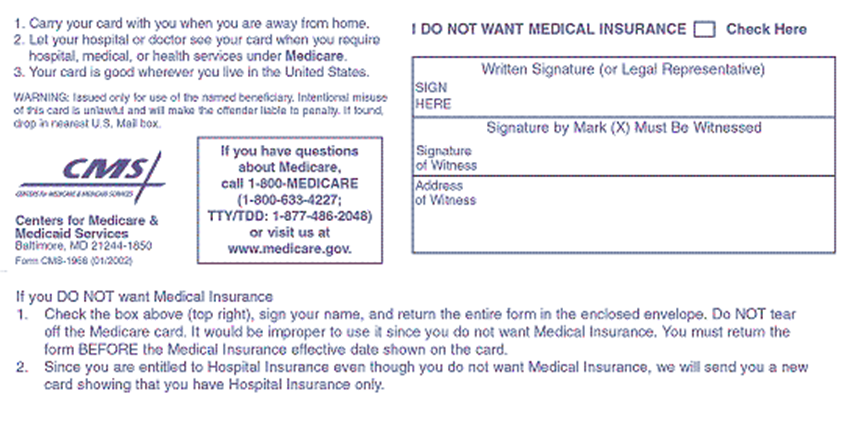 1. Carry your card with you when you are away from home.
2. Let your hospital or doctor see your card when you require
hospital, medical, or health services under Medicare.
3. Your card is good wherever you live in the United States.
WARNING: Issued only for use of the named beneficiary. Intentional misuse
of this card is unlawful and will make the offender liable to penalty. If found,
drop in nearest U.S. Mail box.
CMS
CENTERS for MEDICARE & MEDICAID SERVICES
Centers for Medicare &
Medicaid Services
Baltimore, MD 21244-1850
Form CMS-1966 (01/2002)
If you have questions
about Medicare,
call 1-800-MEDICARE
(1-800-633-4227;
TTY/TDD: 1-877-486-2048)
or visit us at
www.medicare.gov.
I DO NOT WANT MEDICAL INSURANCE Check Here
Written Signature (or Legal Representative)
SIGN
HERE
Signature by Mark (X) Must Be Witnessed
Signature
of Witness
Address
of Witness
If you DO NOT want Medical Insurance
1. Check the box above (top right), sign your name, and return the entire form in the enclosed envelope. Do NOT tear
off the Medicare card. It would be improper to use it since you do not want Medical Insurance. You must return the
form BEFORE the Medical Insurance effective date shown on the card.
2. Since you are entitled to Hospital Insurance even though you do not want Medical Insurance, we will send you a new
card showing that you have Hospital Insurance only.